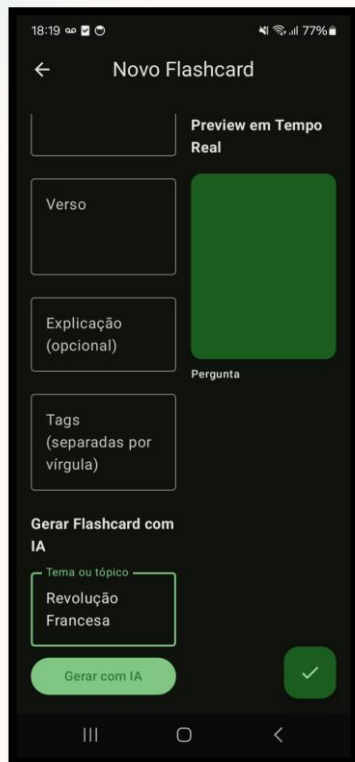 18:19
77%
Novo Flashcard
Preview em Tempo
Real
Verso
Explicação
(opcional)
Pergunta
Tags
(separadas por
vírgula)
Gerar Flashcard com
IA
Tema ou tópico
Revolução
Francesa
Gerar com IA